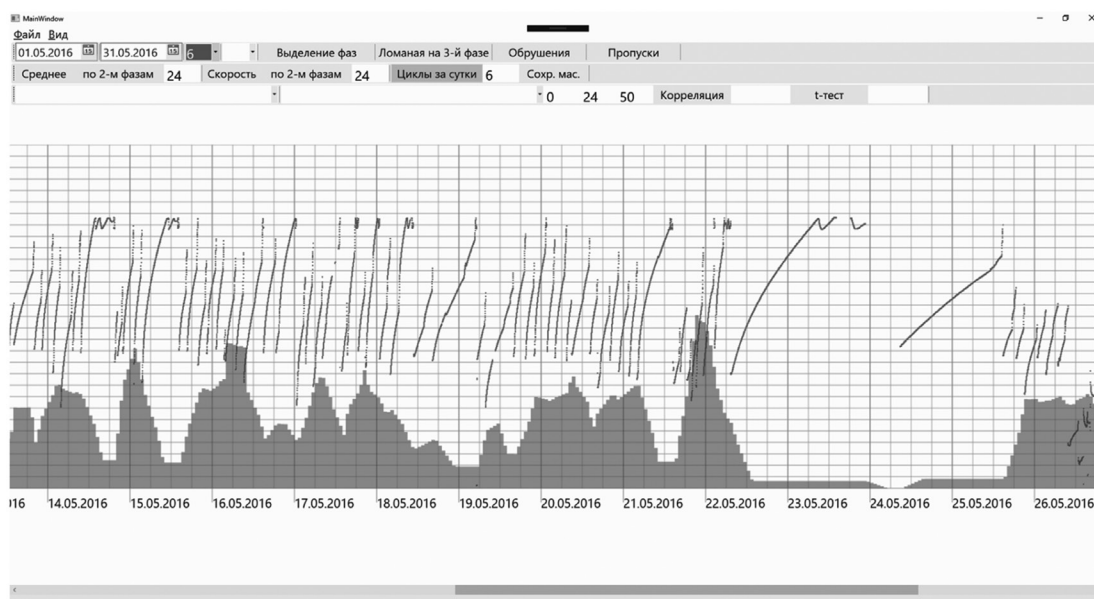 MainWindow
Файл Вид
01.05.2016 15 31.05.2016 15 6 Выделение фаз Ломаная на 3-й фазе Обрушения Пропуски
Среднее по 2-м фазам 24 Скорость по 2-м фазам 24 Циклы за сутки 6 Сохр. мас.
0 24 50 Корреляция t-тест
016 14.05.2016 15.05.2016 16.05.2016 17.05.2016 18.05.2016 19.05.2016 20.05.2016 21.05.2016 22.05.2016 23.05.2016 24.05.2016 25.05.2016 26.05.2016